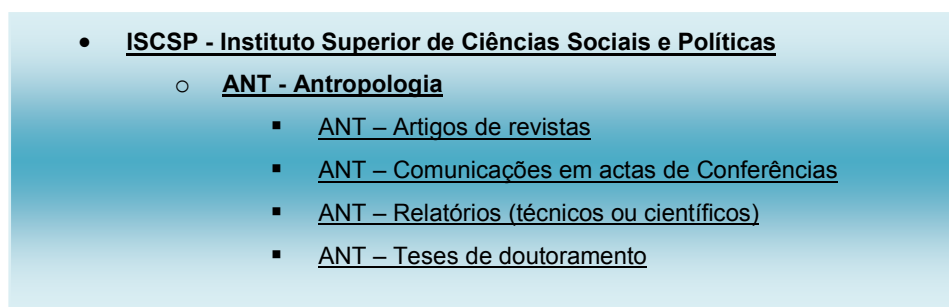 • ISCSP - Instituto Superior de Ciências Sociais e Políticas
o ANT - Antropologia
▪ ANT – Artigos de revistas
▪ ANT – Comunicações em actas de Conferências
▪ ANT – Relatórios (técnicos ou científicos)
▪ ANT – Teses de doutoramento